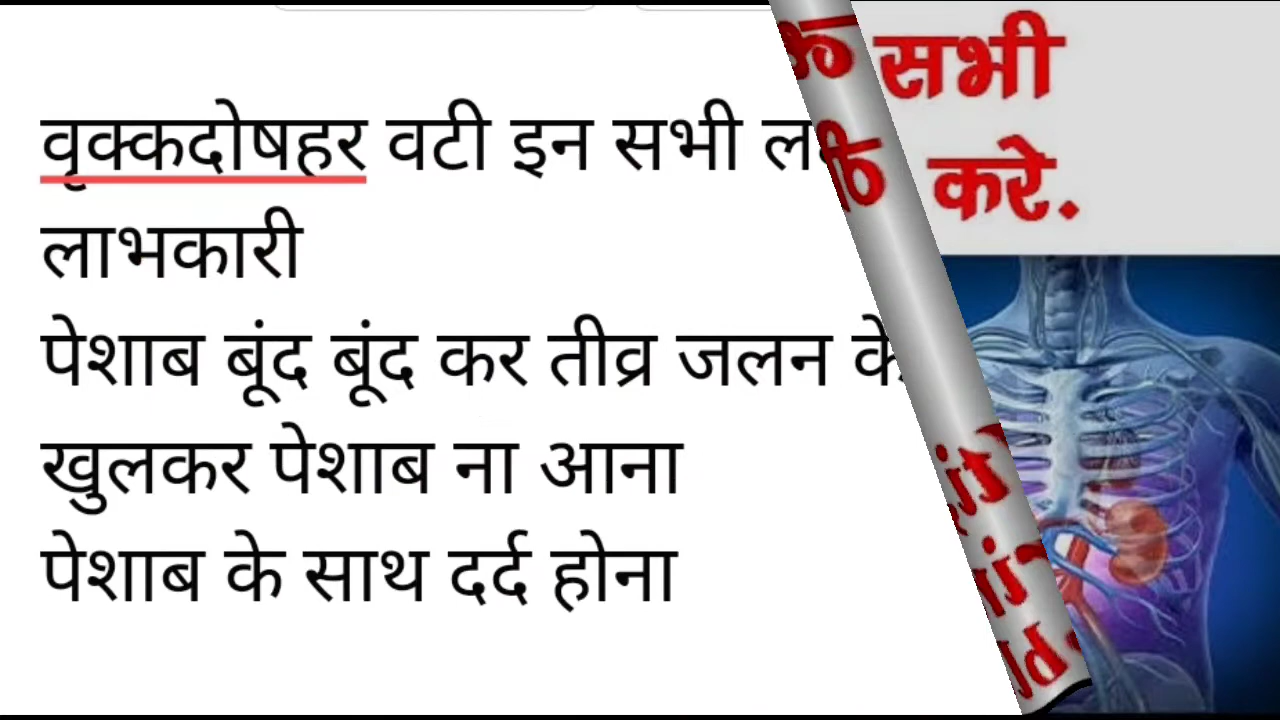 वृक्कदोषहर वटी इन सभी
लाभकारी
पेशाब बूंद बूंद कर तीव्र जलन के
खुलकर पेशाब ना आना
पेशाब के साथ दर्द होना
सभी
करे.